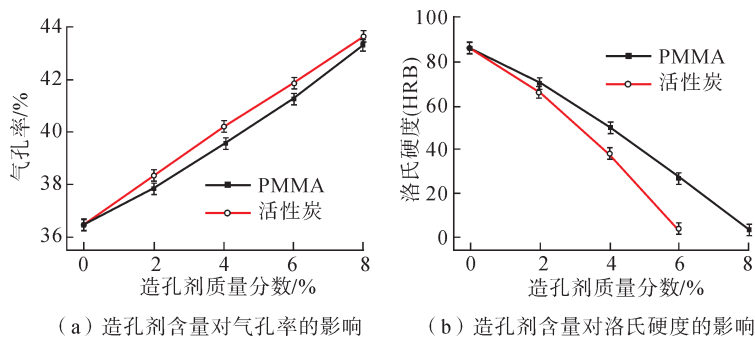 44
42
40
38
36
气孔率/%
PMMA
活性炭
0 2 4 6 8
造孔剂质量分数/%
（a）造孔剂含量对气孔率的影响
100
80
60
40
20
0
洛氏硬度(HRB)
PMMA
活性炭
0 2 4 6 8
造孔剂质量分数/%
（b）造孔剂含量对洛氏硬度的影响